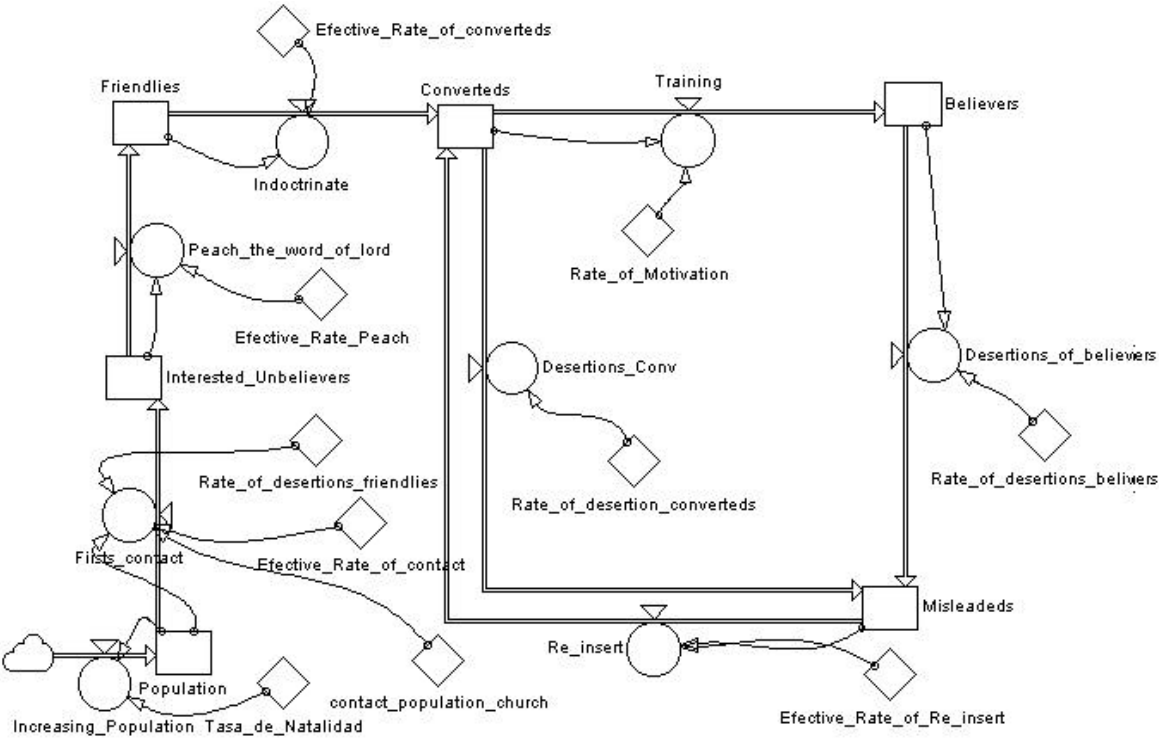 Efective_Rate_of_converteds
Friendlies
Converteds
Training
Believers
Indoctrinate
Peach_the_word_of_lord
Rate_of_Motivation
Efective_Rate_Peach
Interested_Unbelievers
Desertions_Conv
Desertions_of_believers
Rate_of_desertions_friendlies
Rate_of_desertion_converteds
Rate_of_desertions_belivers
Firsts_contact
Efective_Rate_of_contact
Misleadeds
Re_insert
Population
contact_population_church
Efective_Rate_of_Re_insert
Increasing_Population
Tasa_de_Natalidad